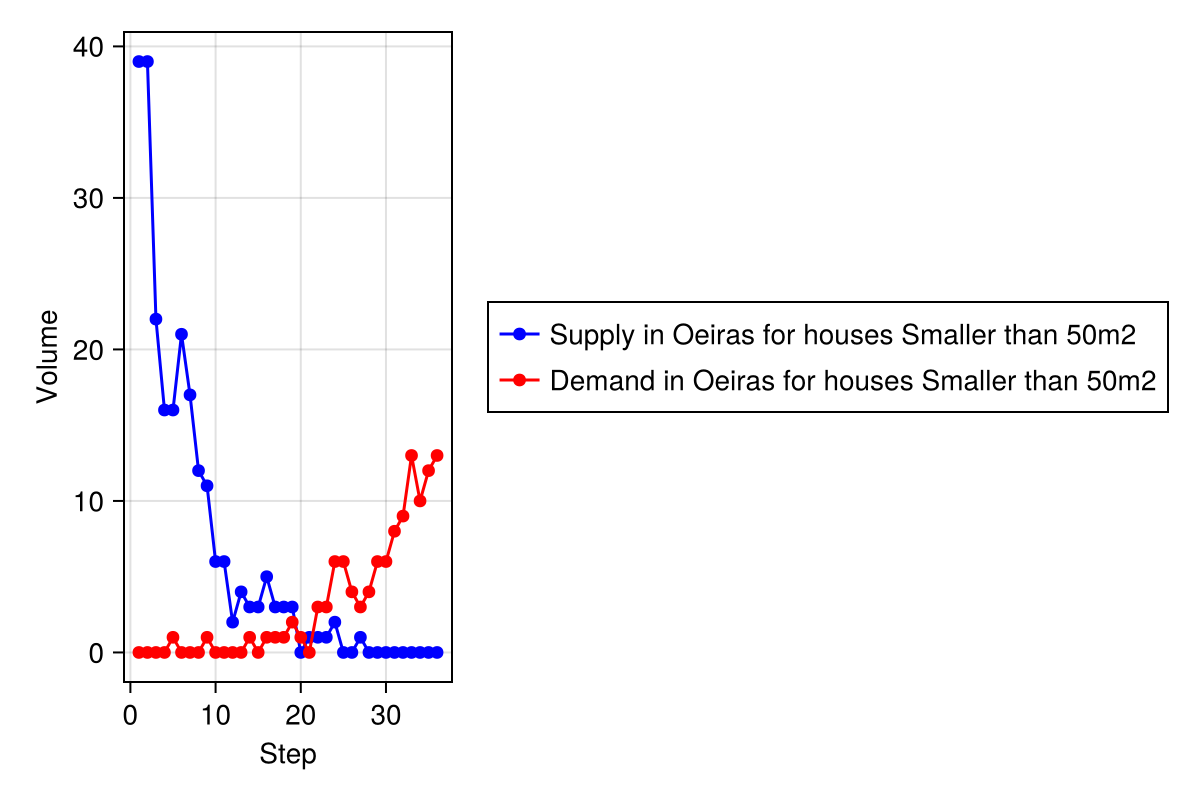 40
30
20
10
0
Volume
0 10 20 30
Step
Supply in Oeiras for houses Smaller than 50m2
Demand in Oeiras for houses Smaller than 50m2